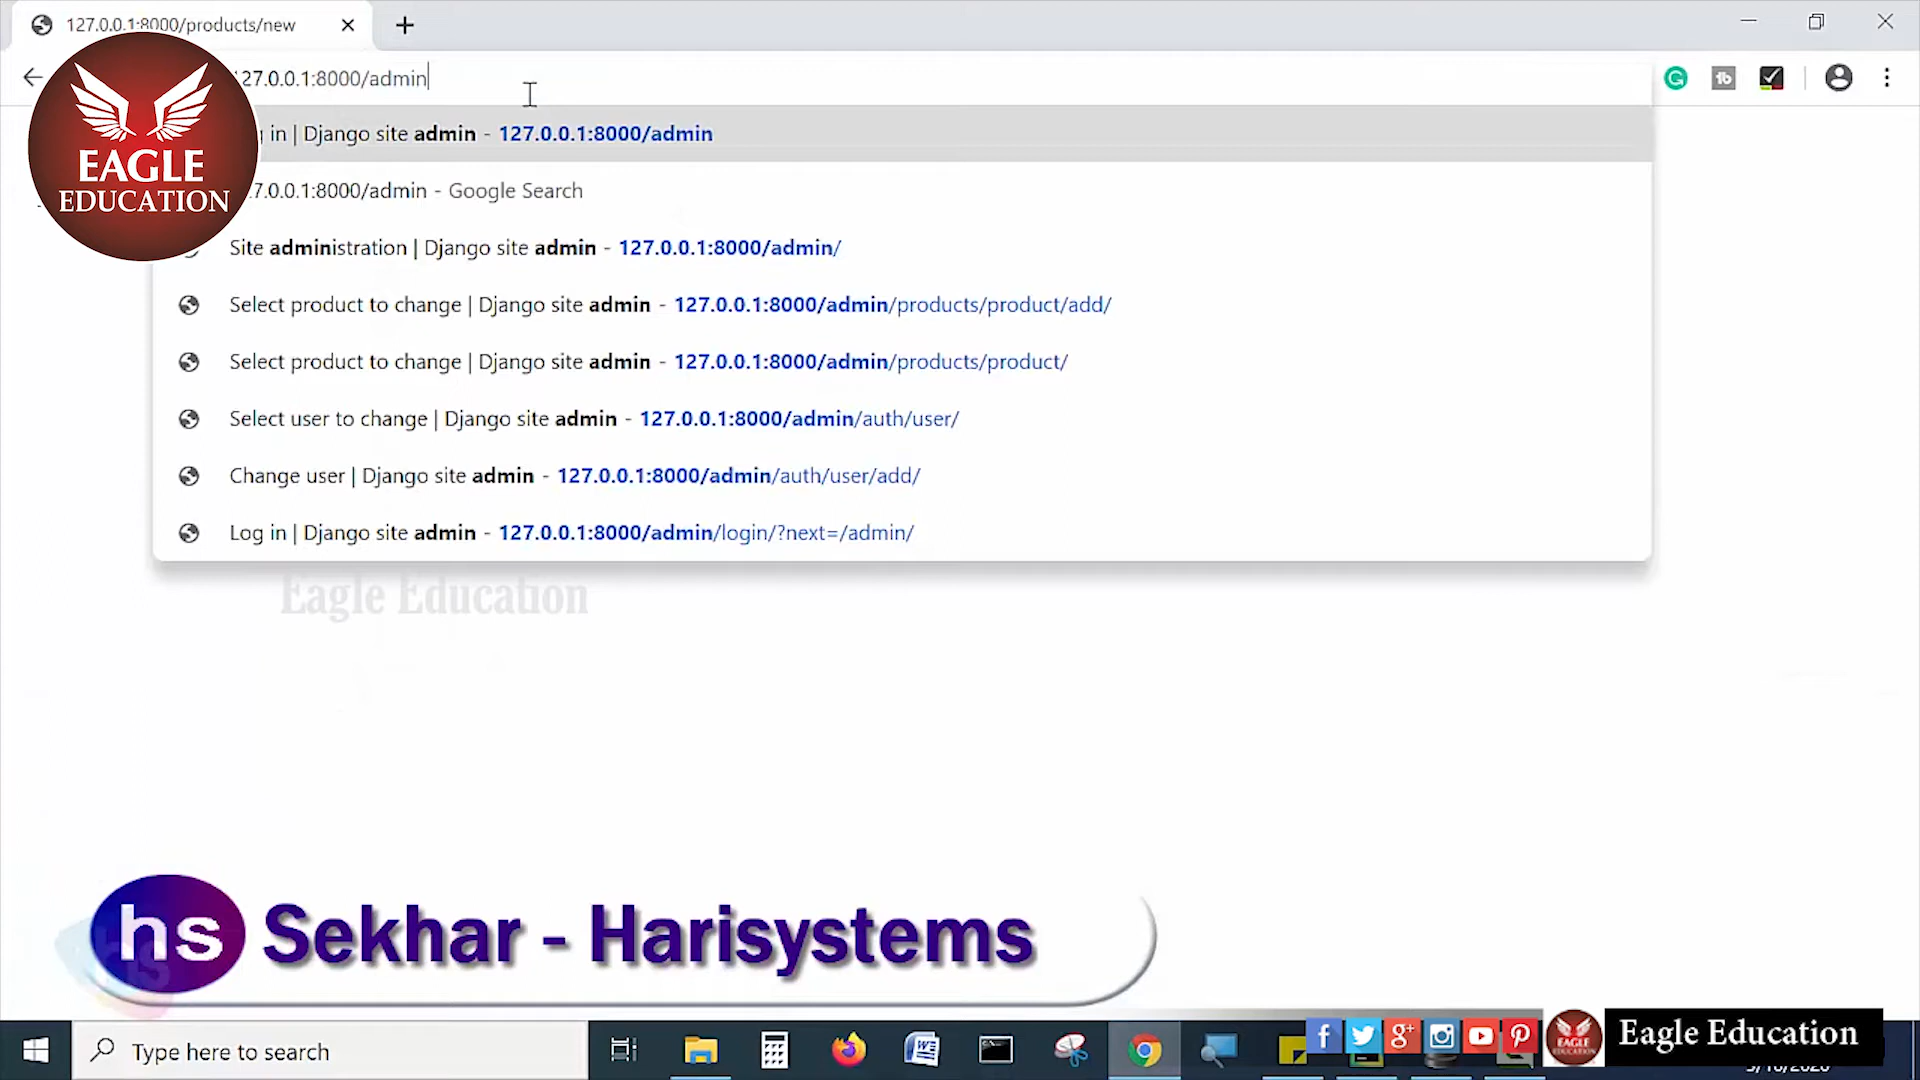 127.0.0.1:8000/products/new
27.0.0.1:8000/admin
in | Django site admin - 127.0.0.1:8000/admin
7.0.0.1:8000/admin - Google Search
Site administration | Django site admin - 127.0.0.1:8000/admin/
Select product to change | Django site admin - 127.0.0.1:8000/admin/products/product/add/
Select product to change | Django site admin - 127.0.0.1:8000/admin/products/product/
Select user to change | Django site admin - 127.0.0.1:8000/admin/auth/user/
Change user | Django site admin - 127.0.0.1:8000/admin/auth/user/add/
Log in | Django site admin - 127.0.0.1:8000/admin/login/?next=/admin/
EAGLE
EDUCATION
Eagle Education
hs Sekhar - Harisystems
Type here to search
EAGLE
EDUCATION
Eagle Education